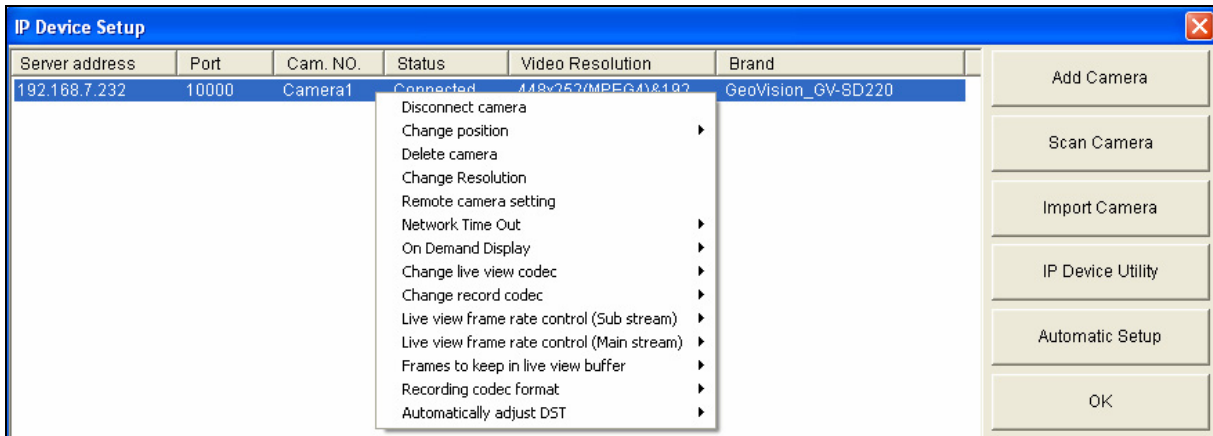 IP Device Setup
Server address Port Cam. NO. Status Video Resolution Brand
192.168.7.232 10000 Camera1 Connected 448x252(MPEG4)&192... GeoVision_GV-SD220
Disconnect camera
Change position
Delete camera
Change Resolution
Remote camera setting
Network Time Out
On Demand Display
Change live view codec
Change record codec
Live view frame rate control (Sub stream)
Live view frame rate control (Main stream)
Frames to keep in live view buffer
Recording codec format
Automatically adjust DST
Add Camera
Scan Camera
Import Camera
IP Device Utility
Automatic Setup
OK